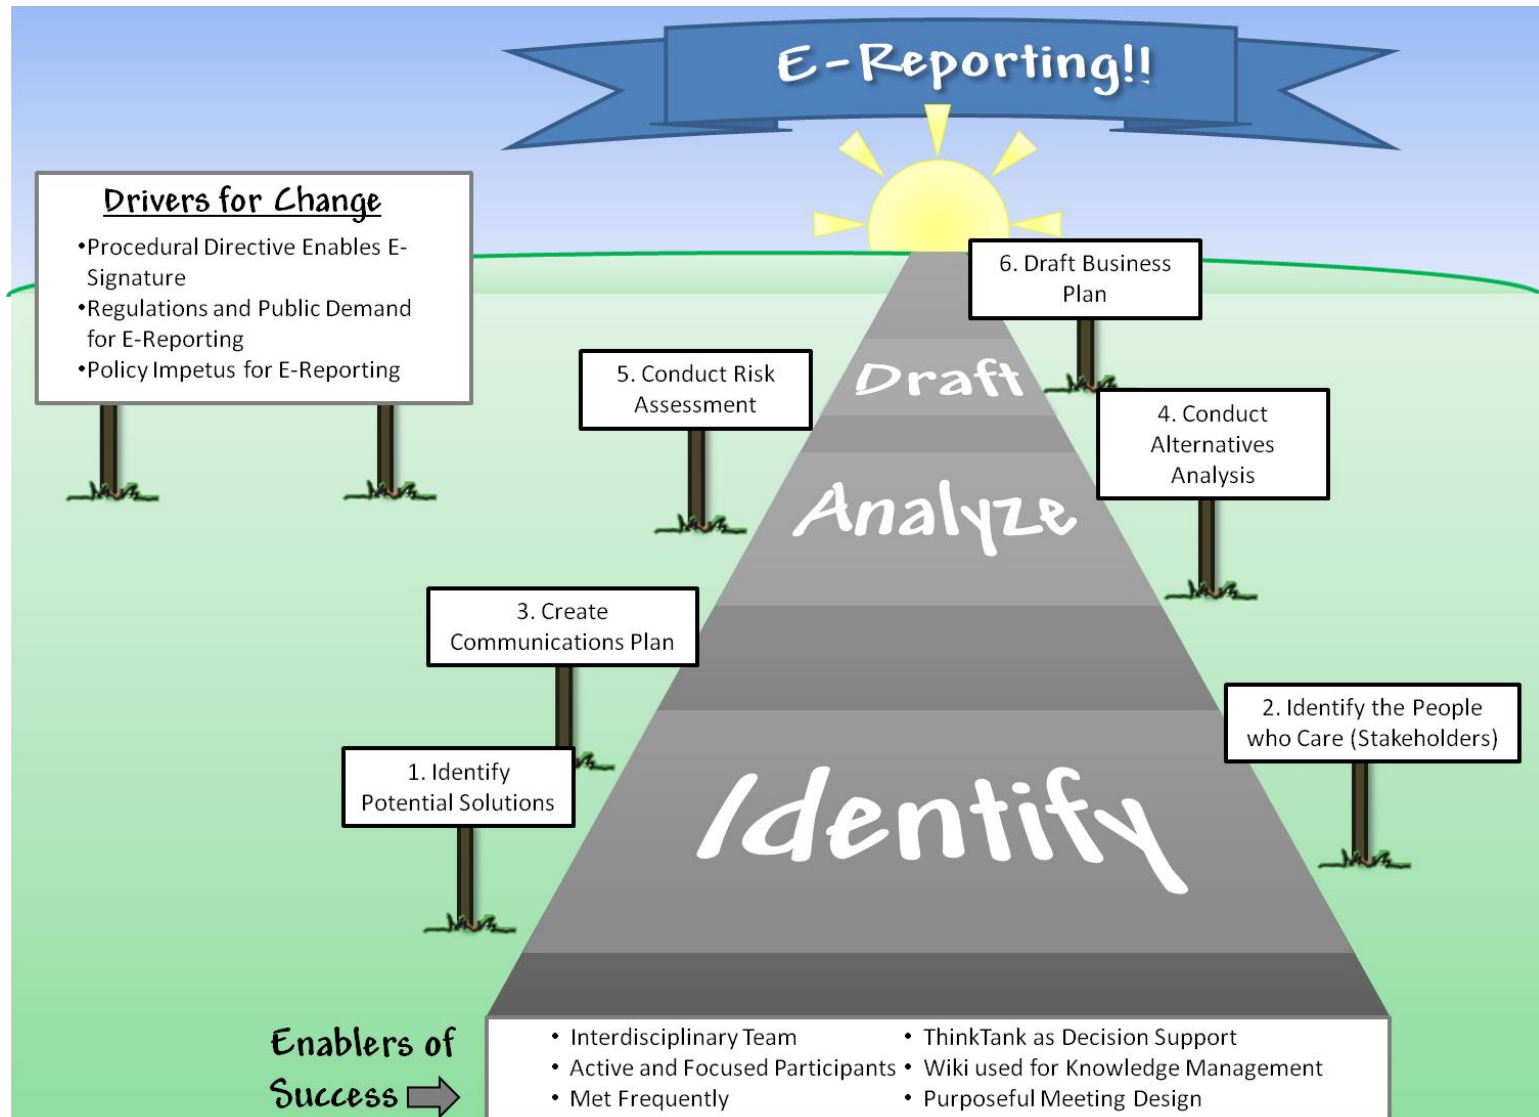 E-Reporting!!
Drivers for Change
•Procedural Directive Enables E-
Signature
•Regulations and Public Demand
for E-Reporting
•Policy Impetus for E-Reporting
6. Draft Business
Plan
Draft
5. Conduct Risk
Assessment
4. Conduct
Alternatives
Analysis
Analyze
3. Create
Communications Plan
2. Identify the People
who Care (Stakeholders)
1. Identify
Potential Solutions
Identify
Enablers of
Success
• Interdisciplinary Team
• Active and Focused Participants
• Met Frequently
• ThinkTank as Decision Support
• Wiki used for Knowledge Management
• Purposeful Meeting Design